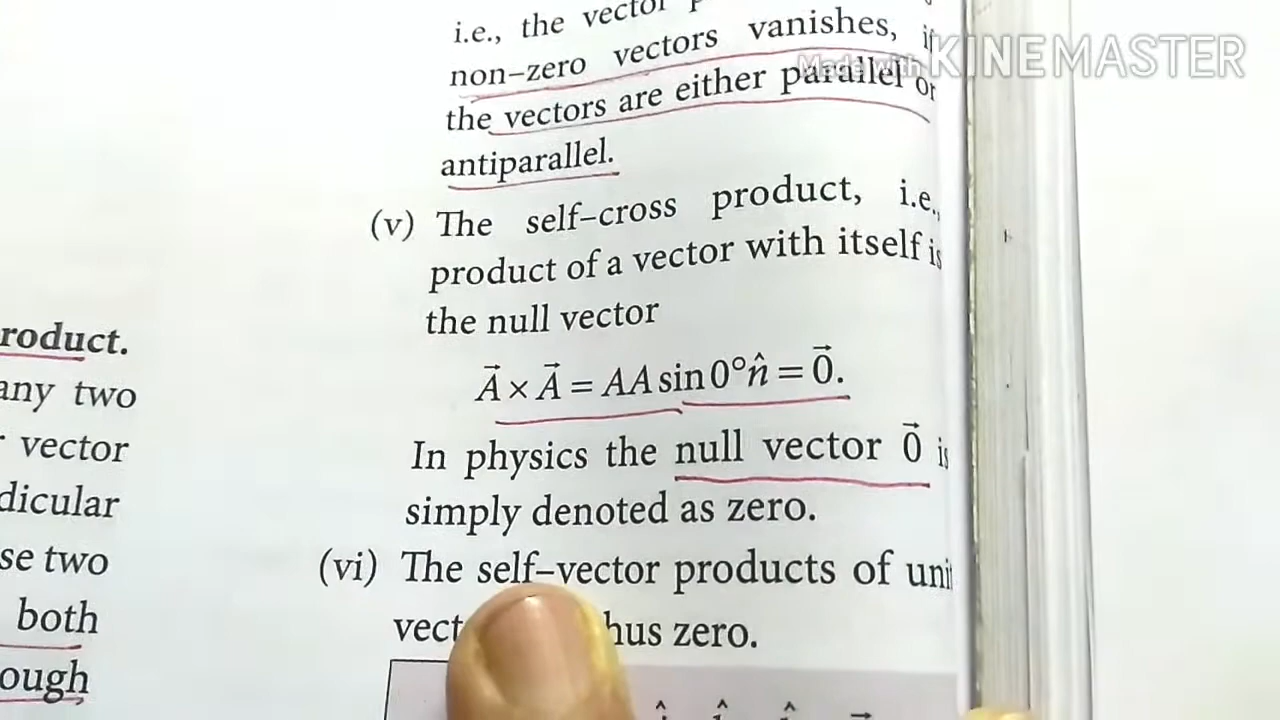 i.e., the vector
non–zero vectors vanishes, if
the vectors are either parallel or
antiparallel.
(v) The self–cross product, i.e.,
product of a vector with itself is
the null vector
A⃗ × A⃗ = AA sin 0° n̂ = 0⃗.
In physics the null vector 0⃗ is
simply denoted as zero.
(vi) The self–vector products of unit
zero.
roduct.
any two
vector
dicular
se two
both
ough,
Made with KINEMASTER